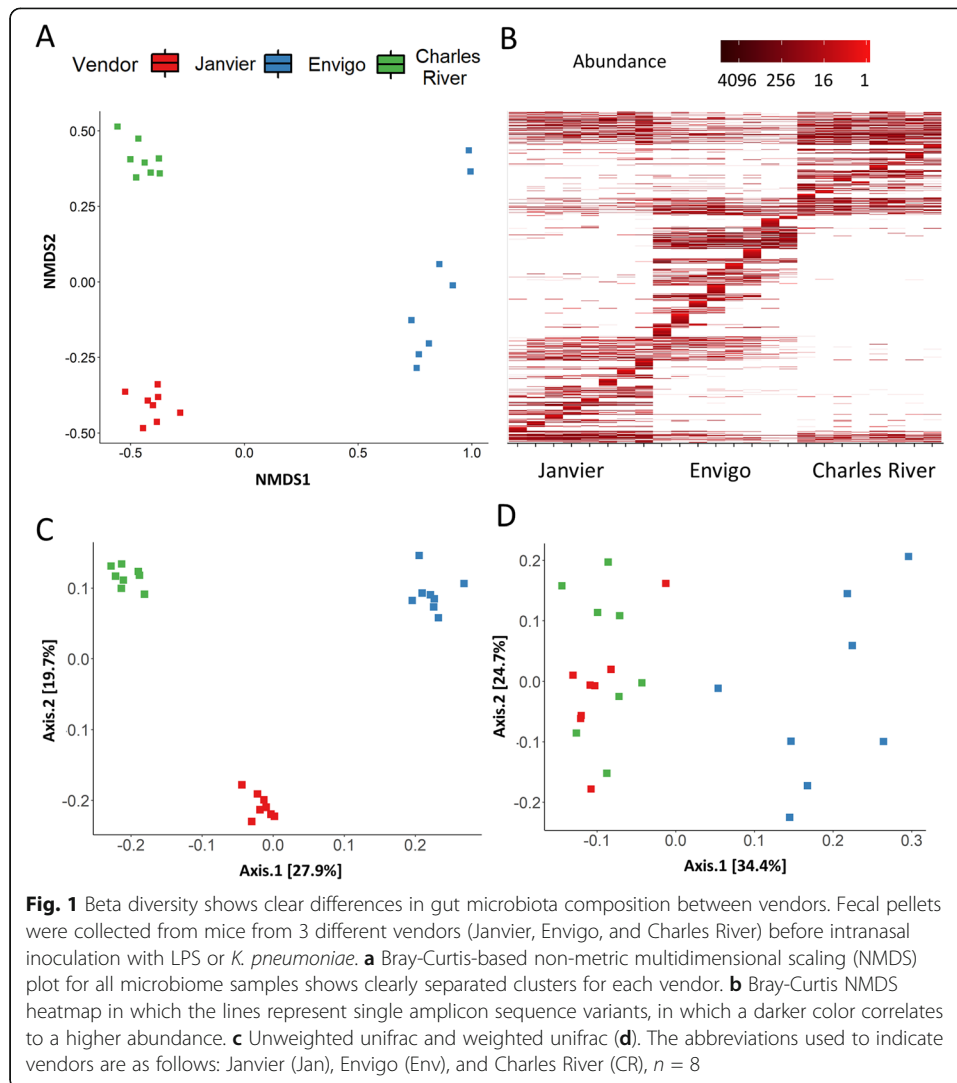 A
Vendor Janvier Envigo Charles River
0.50
0.25
0.00
-0.25
-0.50
NMDS2
-0.5 0.0 0.5 1.0
NMDS1
B
Abundance
4096 256 16 1
Janvier Envigo Charles River
C
0.1
0.0
-0.1
-0.2
Axis.2 [19.7%]
-0.2 -0.1 0.0 0.1 0.2
Axis.1 [27.9%]
D
0.2
0.1
0.0
-0.1
-0.2
Axis.2 [24.7%]
-0.1 0.0 0.1 0.2 0.3
Axis.1 [34.4%]
Fig. 1 Beta diversity shows clear differences in gut microbiota composition between vendors. Fecal pellets
were collected from mice from 3 different vendors (Janvier, Envigo, and Charles River) before intranasal
inoculation with LPS or K. pneumoniae. a Bray-Curtis-based non-metric multidimensional scaling (NMDS)
plot for all microbiome samples shows clearly separated clusters for each vendor. b Bray-Curtis NMDS
heatmap in which the lines represent single amplicon sequence variants, in which a darker color correlates
to a higher abundance. c Unweighted unifrac and weighted unifrac (d). The abbreviations used to indicate
vendors are as follows: Janvier (Jan), Envigo (Env), and Charles River (CR), n = 8